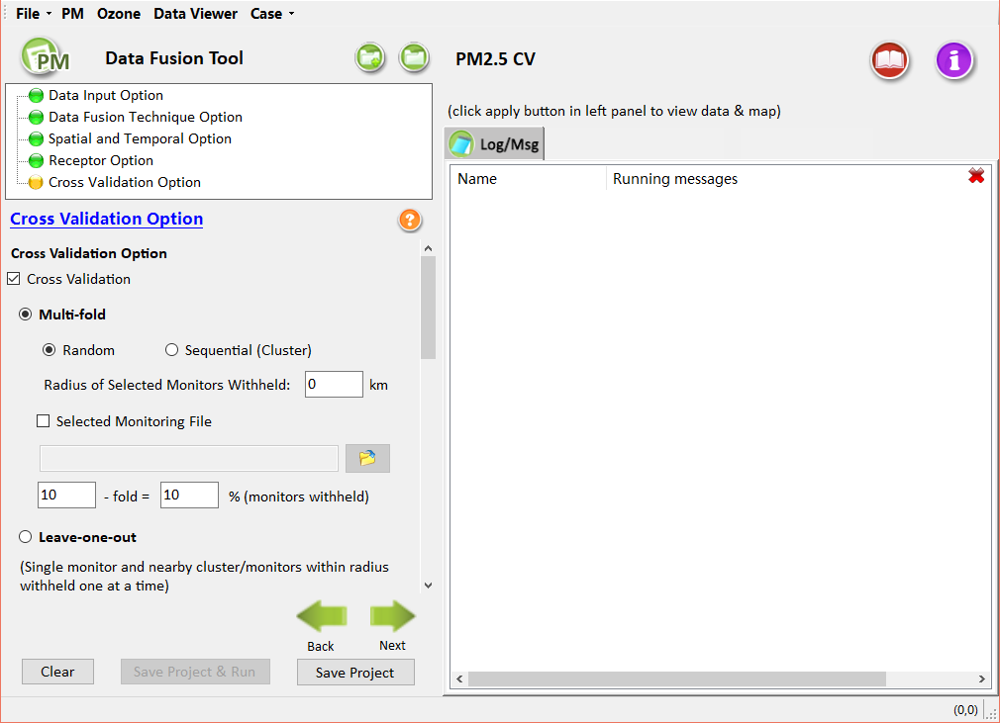 File PM Ozone Data Viewer Case
PM Data Fusion Tool
PM2.5 CV
Data Input Option
Data Fusion Technique Option
Spatial and Temporal Option
Receptor Option
Cross Validation Option
(click apply button in left panel to view data & map)
Log/Msg
Name Running messages
Cross Validation Option
?
Cross Validation Option
Cross Validation
Multi-fold
Random Sequential (Cluster)
Radius of Selected Monitors Withheld: 0 km
Selected Monitoring File
10 - fold = 10 % (monitors withheld)
Leave-one-out
(Single monitor and nearby cluster/monitors within radius
withheld one at a time)
Back Next
Clear Save Project & Run Save Project
(0,0)